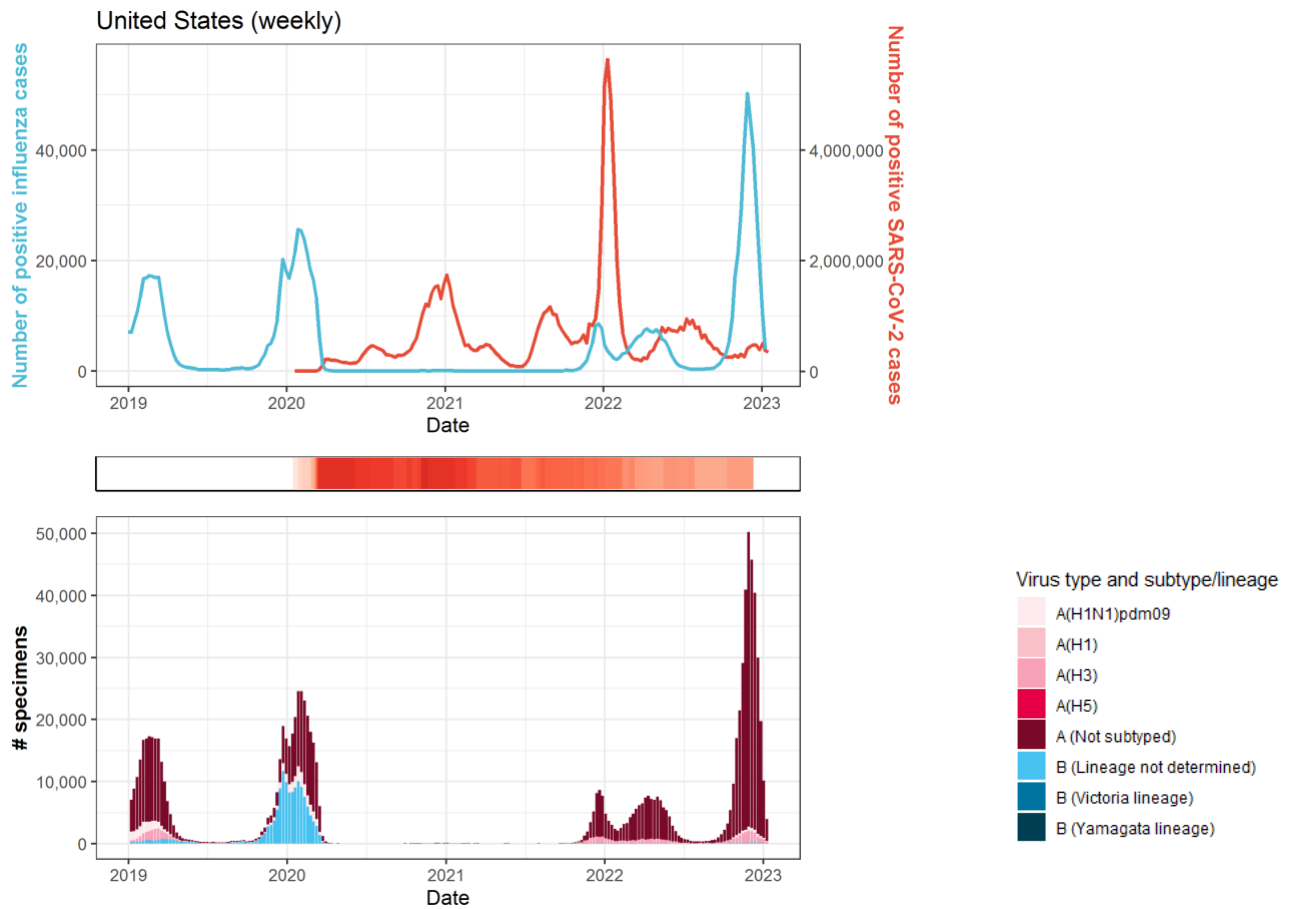 United States (weekly)
Number of positive influenza cases
Number of positive SARS-CoV-2 cases
40,000
4,000,000
20,000
2,000,000
0
0
2019
2020
2021
2022
2023
Date
# specimens
50,000
40,000
30,000
20,000
10,000
0
2019
2020
2021
2022
2023
Date
Virus type and subtype/lineage
A(H1N1)pdm09
A(H1)
A(H3)
A(H5)
A (Not subtyped)
B (Lineage not determined)
B (Victoria lineage)
B (Yamagata lineage)